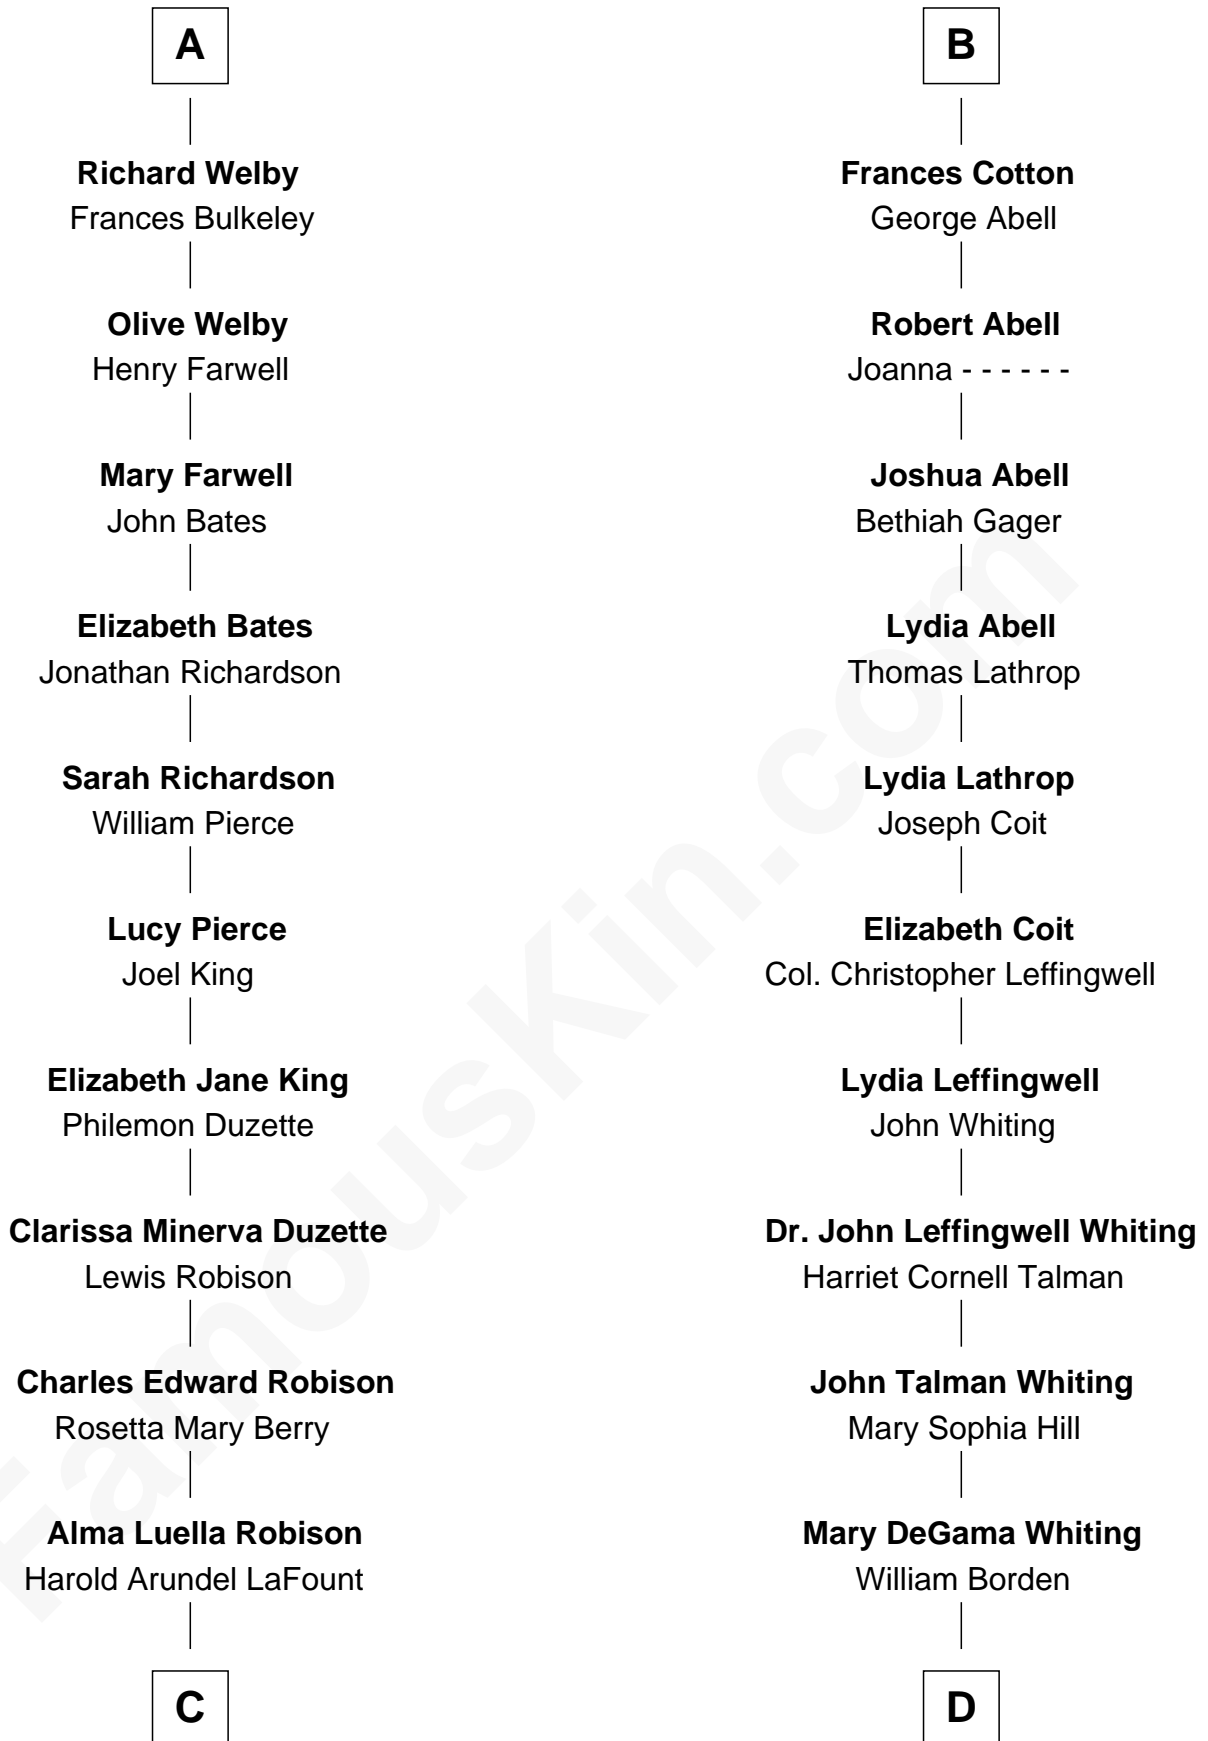 A
Richard Welby
Frances Bulkeley
Olive Welby
Henry Farwell
Mary Farwell
John Bates
Elizabeth Bates
Jonathan Richardson
Sarah Richardson
William Pierce
Lucy Pierce
Joel King
Elizabeth Jane King
Philemon Duzette
Clarissa Minerva Duzette
Lewis Robison
Charles Edward Robison
Rosetta Mary Berry
Alma Luella Robison
Harold Arundel LaFount
C
B
Frances Cotton
George Abell
Robert Abell
Joanna - - - - - -
Joshua Abell
Bethiah Gager
Lydia Abell
Thomas Lathrop
Lydia Lathrop
Joseph Coit
Elizabeth Coit
Col. Christopher Leffingwell
Lydia Leffingwell
John Whiting
Dr. John Leffingwell Whiting
Harriet Cornell Talman
John Talman Whiting
Mary Sophia Hill
Mary DeGama Whiting
William Borden
D
FamousKin.com